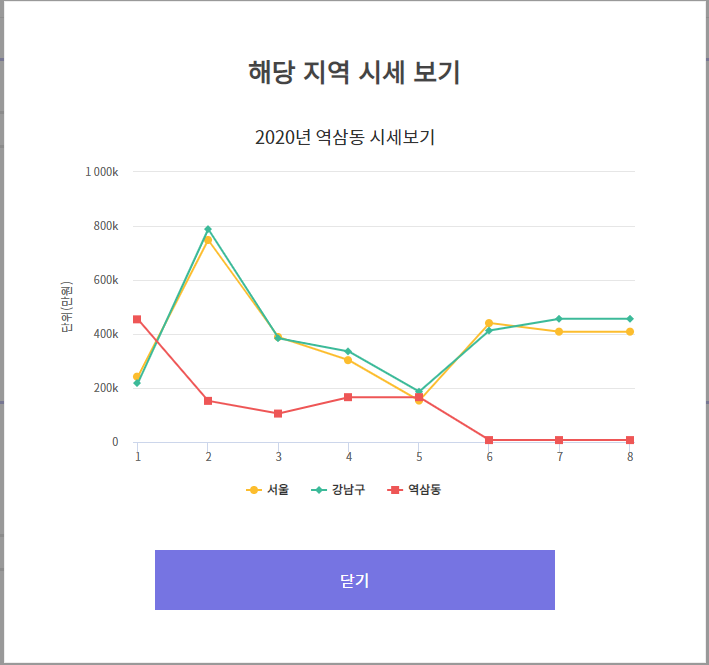 해당 지역 시세 보기
2020년 역삼동 시세보기
1 000k
800k
단위(만원)
600k
400k
200k
0
1 2 3 4 5 6 7 8
서울 강남구 역삼동
닫기